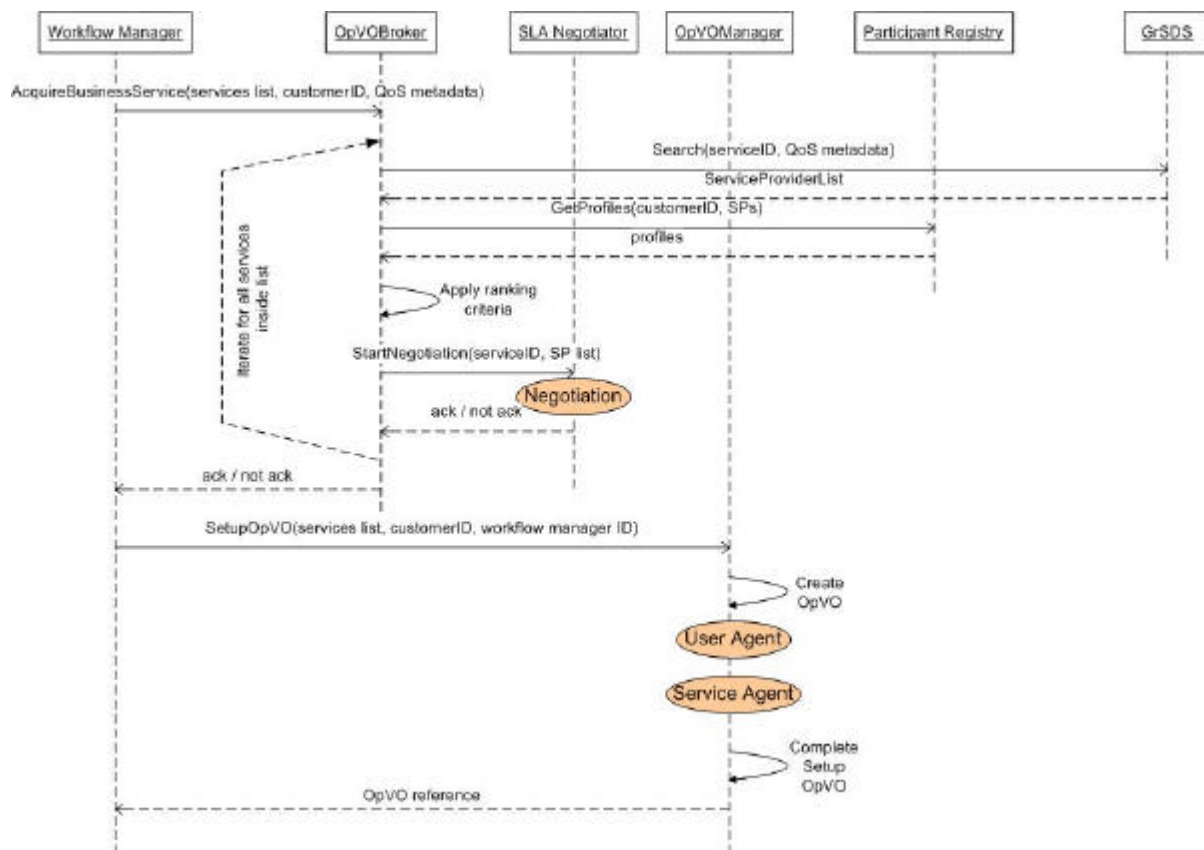 Workflow Manager
OpVOBroker
SLA Negotiator
OpVOManager
Participant Registry
GrSDS
AcquireBusinessService(services list, customerID, QoS metadata)
Search(serviceID, QoS metadata)
ServiceProviderList
GetProfiles(customerID, SPs)
profiles
Iterate for all services
inside list
Apply ranking
criteria
StartNegotiation(serviceID, SP list)
Negotiation
ack / not ack
ack / not ack
SetupOpVO(services list, customerID, workflow manager ID)
Create
OpVO
User Agent
Service Agent
Complete
Setup
OpVO
OpVO reference